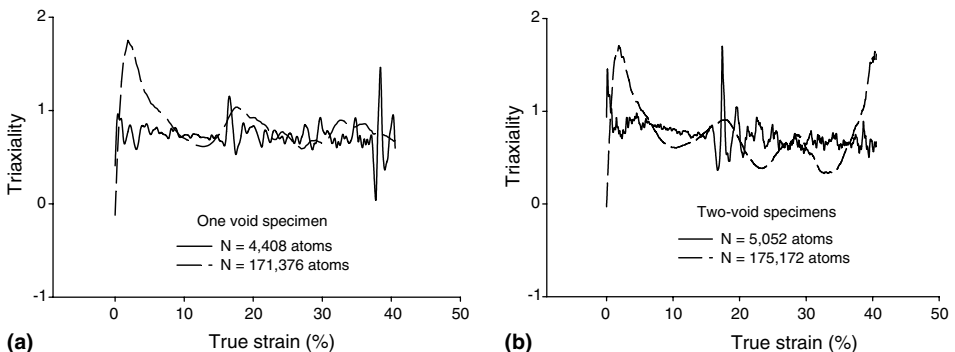 2
1
0
-1
Triaxiality
One void specimen
N = 4,408 atoms
N = 171,376 atoms
0 10 20 30 40 50
True strain (%)
(a)
2
1
0
-1
Triaxiality
Two-void specimens
N = 5,052 atoms
N = 175,172 atoms
0 10 20 30 40 50
True strain (%)
(b)